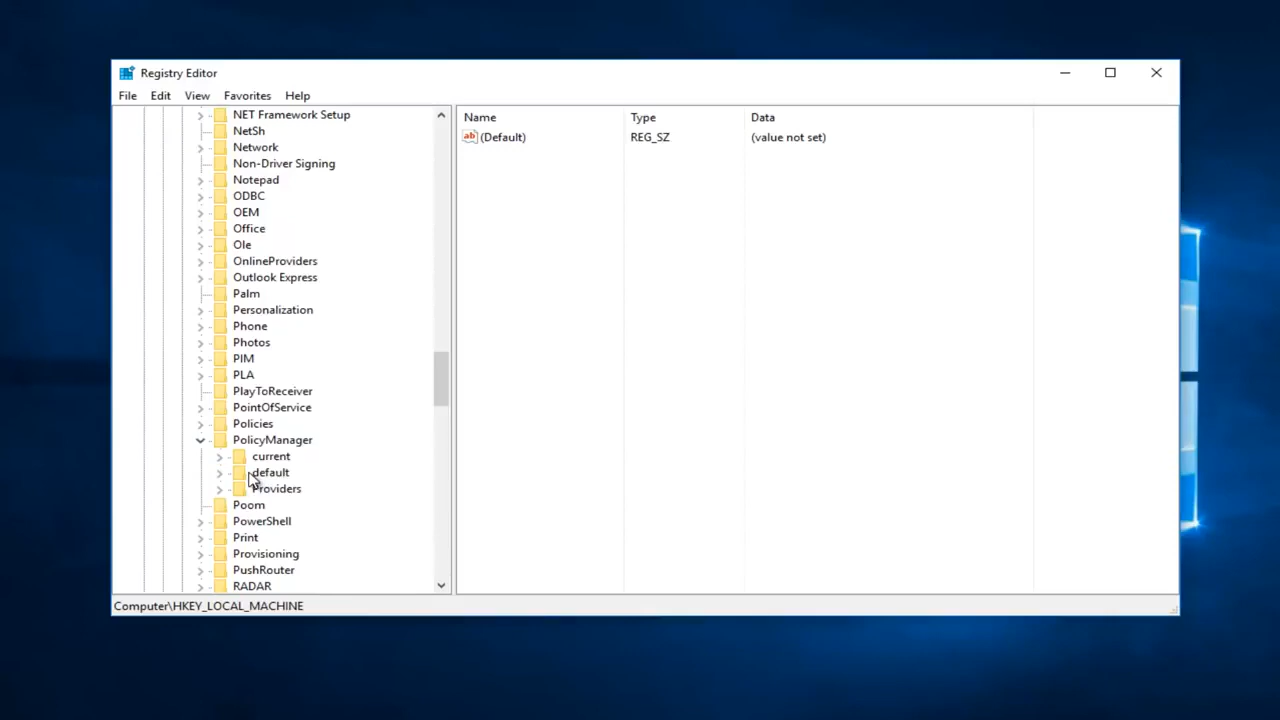 Registry Editor
File Edit View Favorites Help
NET Framework Setup
NetSh
Network
Non-Driver Signing
Notepad
ODBC
OEM
Office
Ole
OnlineProviders
Outlook Express
Palm
Personalization
Phone
Photos
PIM
PLA
PlayToReceiver
PointOfService
Policies
PolicyManager
current
default
Providers
Poom
PowerShell
Print
Provisioning
PushRouter
RADAR
Name Type Data
ab (Default) REG_SZ (value not set)
Computer\HKEY_LOCAL_MACHINE